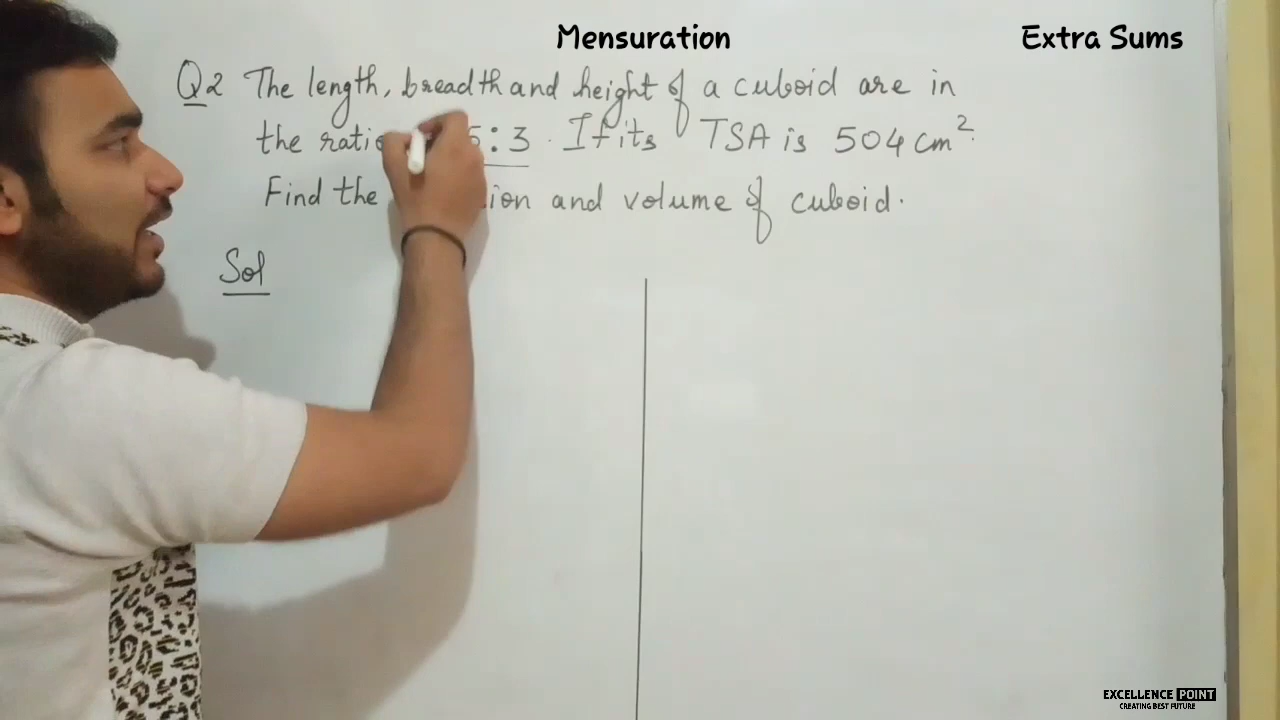 Mensuration Extra Sums
Q2 The length, breadth and height of a cuboid are in
the ratio 5:3. If its TSA is 504 cm².
Find the and volume of cuboid.
Sol
EXCELLENCE POINT
CREATING BEST FUTURE